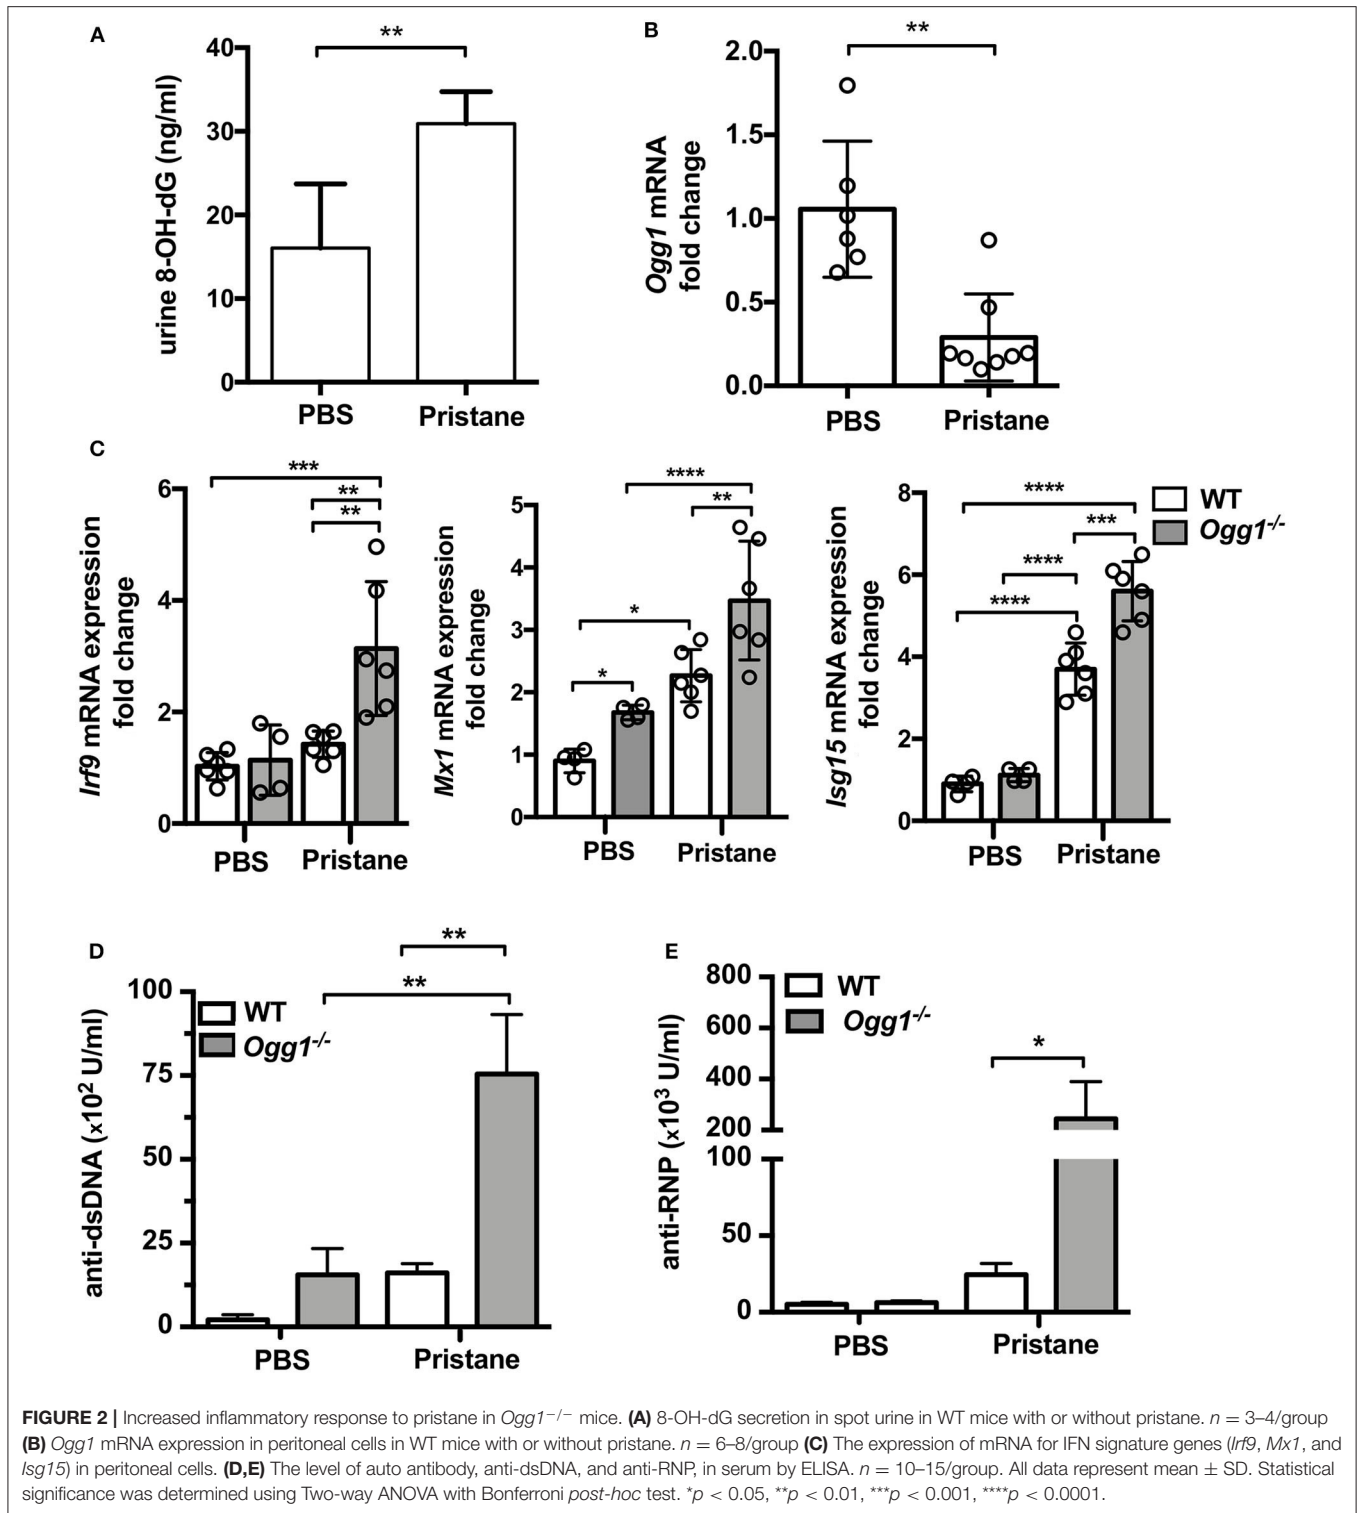 A
**
40
30
20
10
0
urine 8-OH-dG (ng/ml)
PBS
Pristane
B
**
2.0
1.5
1.0
0.5
0.0
Ogg1 mRNA
fold change
PBS
Pristane
C
***
**
**
6
4
2
0
Irf9 mRNA expression
fold change
PBS
Pristane
****
**
*
*
5
4
3
2
1
0
Mx1 mRNA expression
fold change
PBS
Pristane
****
***
****
****
8
6
4
2
0
Isg15 mRNA expression
fold change
PBS
Pristane
WT
Ogg1-/-
D
**
**
100
75
50
25
0
anti-dsDNA (x10² U/ml)
WT
Ogg1-/-
PBS
Pristane
E
800
600
400
200
100
50
0
anti-RNP (x10³ U/ml)
WT
Ogg1-/-
*
PBS
Pristane
FIGURE 2 | Increased inflammatory response to pristane in Ogg1−/− mice. (A) 8-OH-dG secretion in spot urine in WT mice with or without pristane. n = 3–4/group
(B) Ogg1 mRNA expression in peritoneal cells in WT mice with or without pristane. n = 6–8/group (C) The expression of mRNA for IFN signature genes (Irf9, Mx1, and
Isg15) in peritoneal cells. (D,E) The level of auto antibody, anti-dsDNA, and anti-RNP, in serum by ELISA. n = 10–15/group. All data represent mean ± SD. Statistical
significance was determined using Two-way ANOVA with Bonferroni post-hoc test. *p < 0.05, **p < 0.01, ***p < 0.001, ****p < 0.0001.